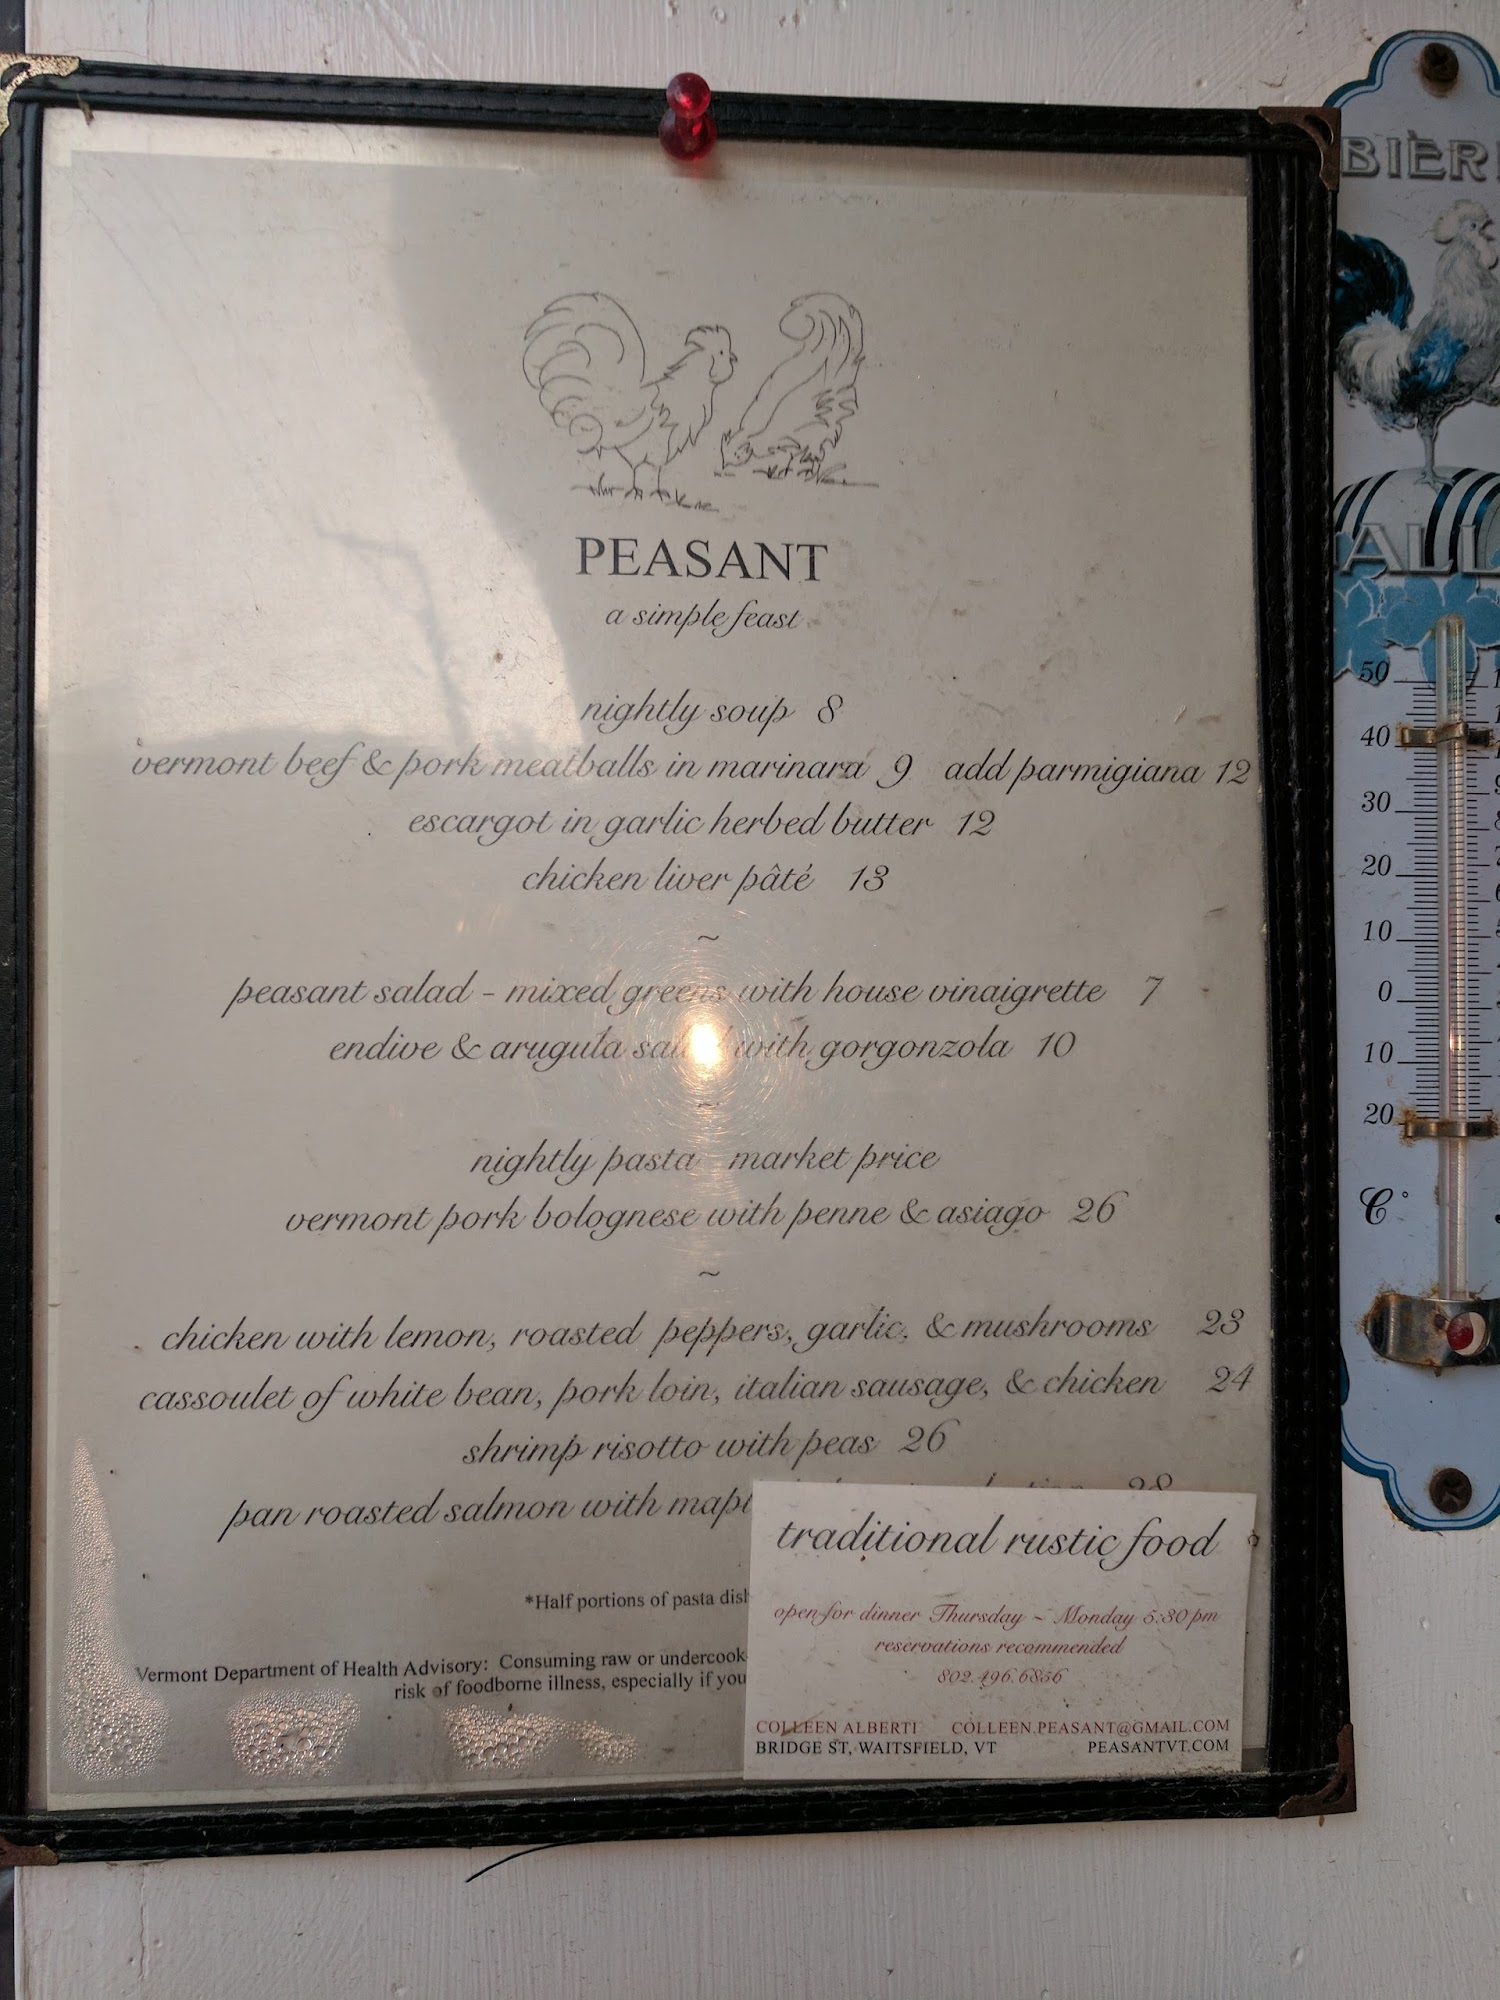 PEASANT
a simple feast
nightly soup 8
vermont beef & pork meatballs in marinara 9 add parmigiana 12
escargot in garlic herbed butter 12
chicken liver pâté 13
~
peasant salad - mixed greens with house vinaigrette 7
endive & arugula salad with gorgonzola 10
~
nightly pasta market price
vermont pork bolognese with penne & asiago 26
~
chicken with lemon, roasted peppers, garlic, & mushrooms 23
cassoulet of white bean, pork loin, italian sausage, & chicken 24
shrimp risotto with peas 26
pan roasted salmon with
*Half portions of pasta
Vermont Department of Health Advisory: Consuming raw or
risk of foodborne illness, especially if you
traditional rustic food
open for dinner Thursday ~ Monday 5:30 pm
reservations recommended
802.496.6856
COLLEEN ALBERTI COLLEEN.PEASANT@GMAIL.COM
BRIDGE ST, WAITSFIELD, VT PEASANTVT.COM
50
40
30
20
10
0
10
20
C°